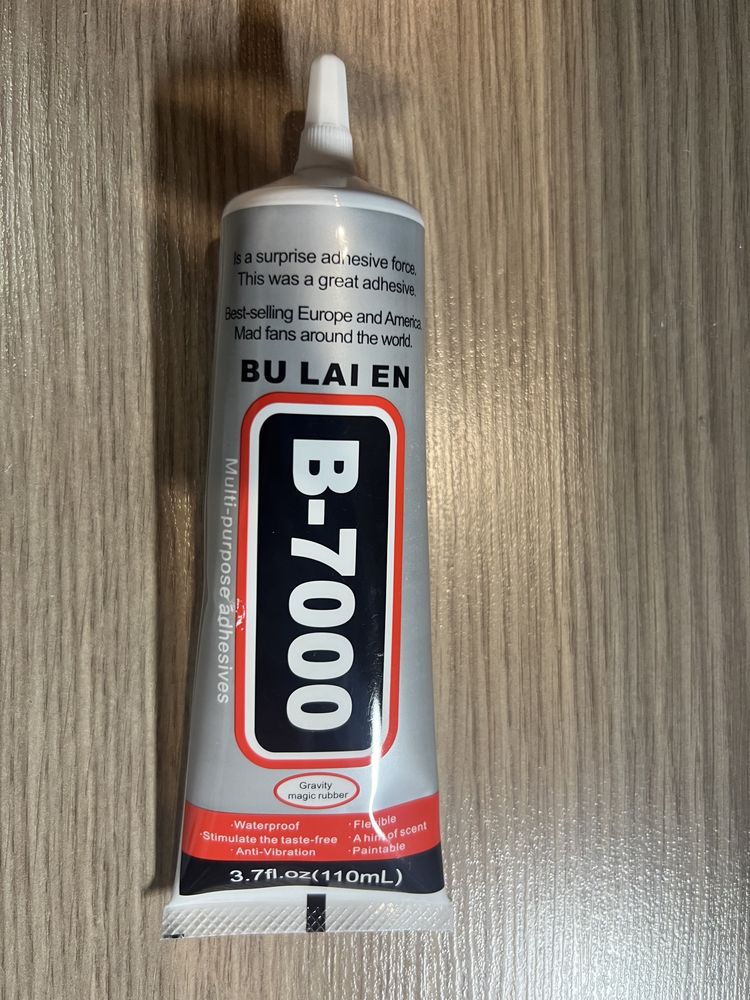 Is a surprise adhesive force.
This was a great adhesive.
Best-selling Europe and America.
Mad fans around the world.
BU LAI EN
B-7000
Multi-purpose adhesives
Gravity
magic rubber
·Waterproof
·Stimulate the taste-free
·Anti-Vibration
·Flexible
·A hint of scent
·Paintable
3.7fl.oz(110mL)